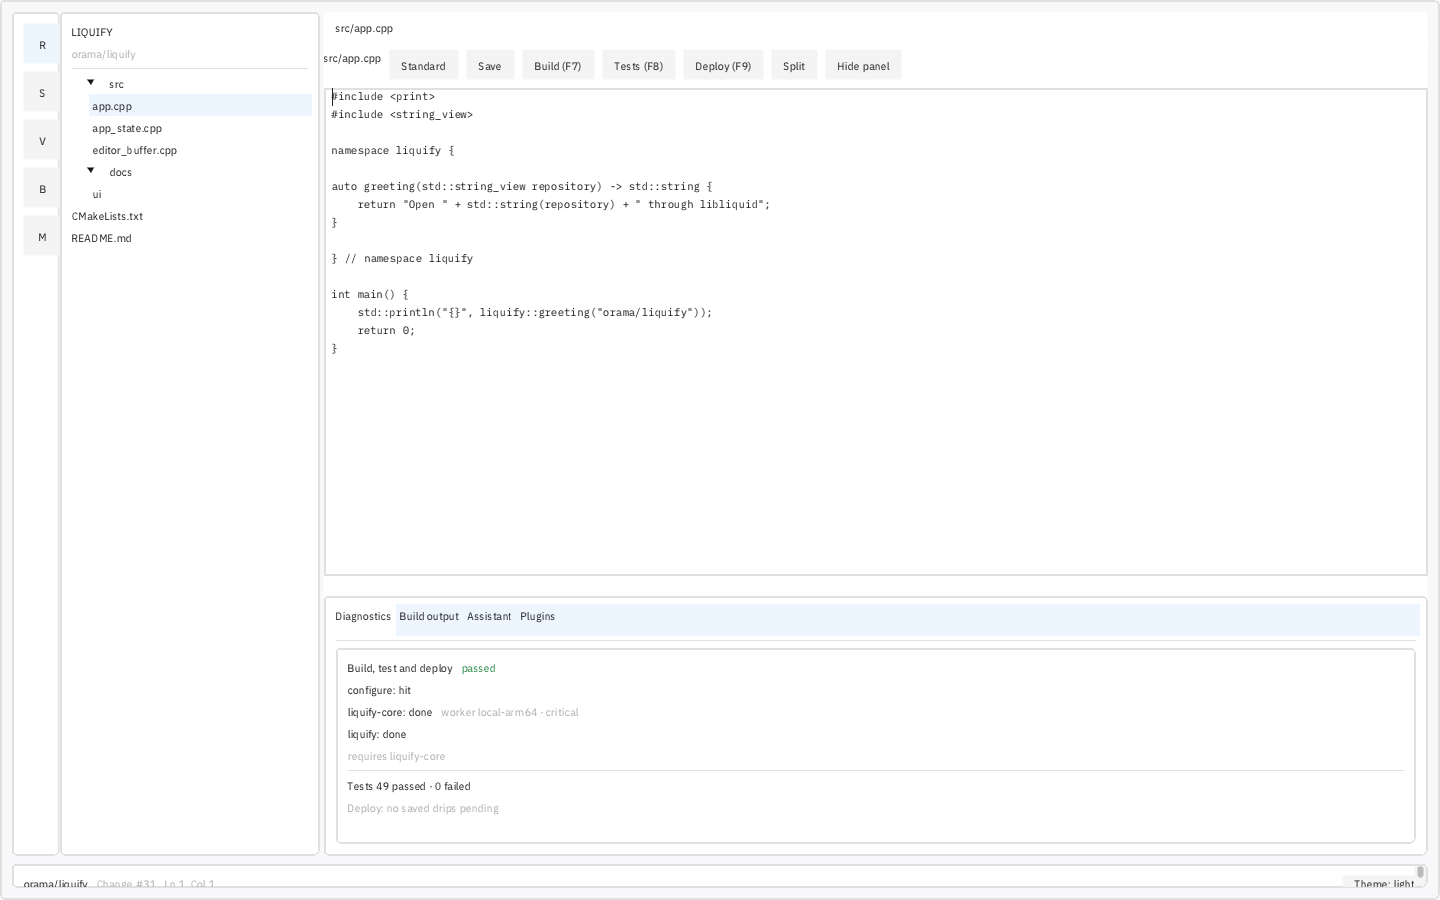 R
S
V
B
M
LIQUIFY
orama/liquify
src
app.cpp
app_state.cpp
editor_buffer.cpp
docs
ui
CMakeLists.txt
README.md
src/app.cpp
src/app.cpp Standard Save Build (F7) Tests (F8) Deploy (F9) Split Hide panel
#include <print>
#include <string_view>
namespace liquify {
auto greeting(std::string_view repository) -> std::string {
    return "Open " + std::string(repository) + " through libliquid";
}
} // namespace liquify
int main() {
    std::println("{}", liquify::greeting("orama/liquify"));
    return 0;
}
Diagnostics Build output Assistant Plugins
Build, test and deploy passed
configure: hit
liquify-core: done worker local-arm64 · critical
liquify: done
requires liquify-core
Tests 49 passed · 0 failed
Deploy: no saved drips pending
orama/liquify Change #31 Ln 1, Col 1 Theme: light